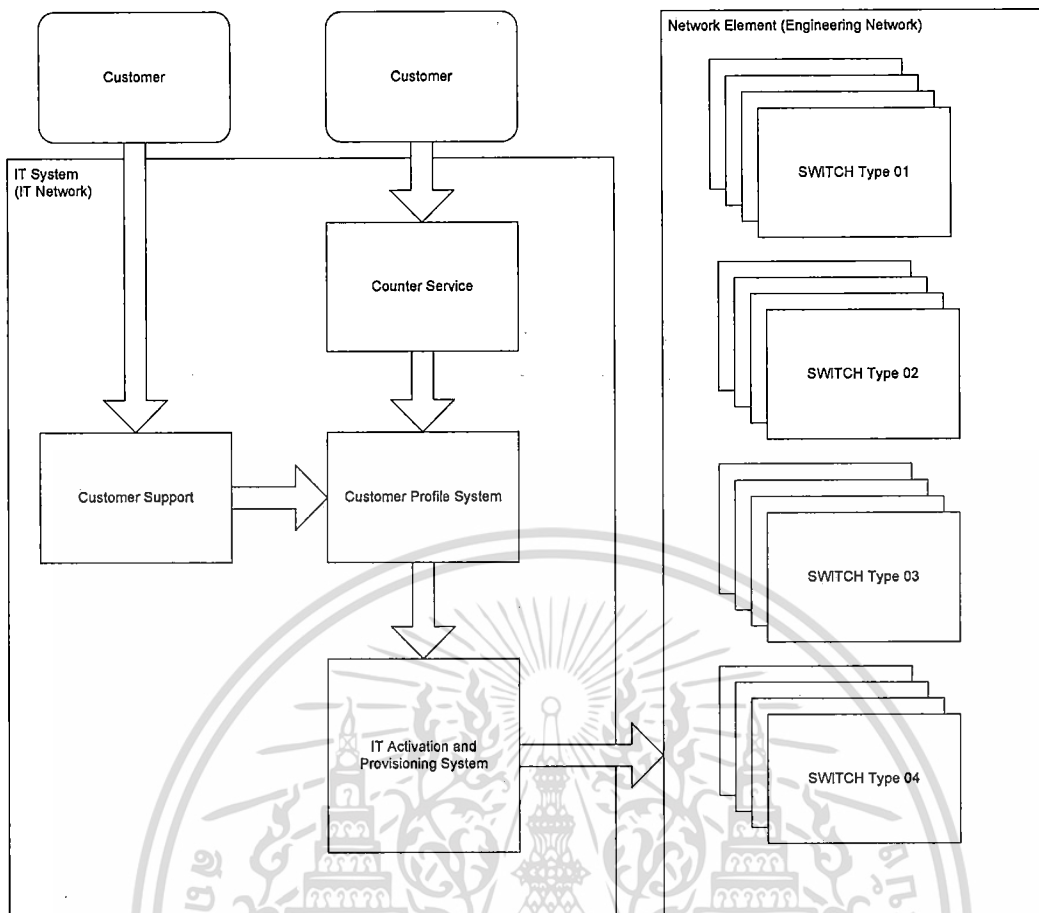 Customer
Customer
Network Element (Engineering Network)
IT System
(IT Network)
SWITCH Type 01
Counter Service
SWITCH Type 02
Customer Support
Customer Profile System
SWITCH Type 03
IT Activation and
Provisioning System
SWITCH Type 04